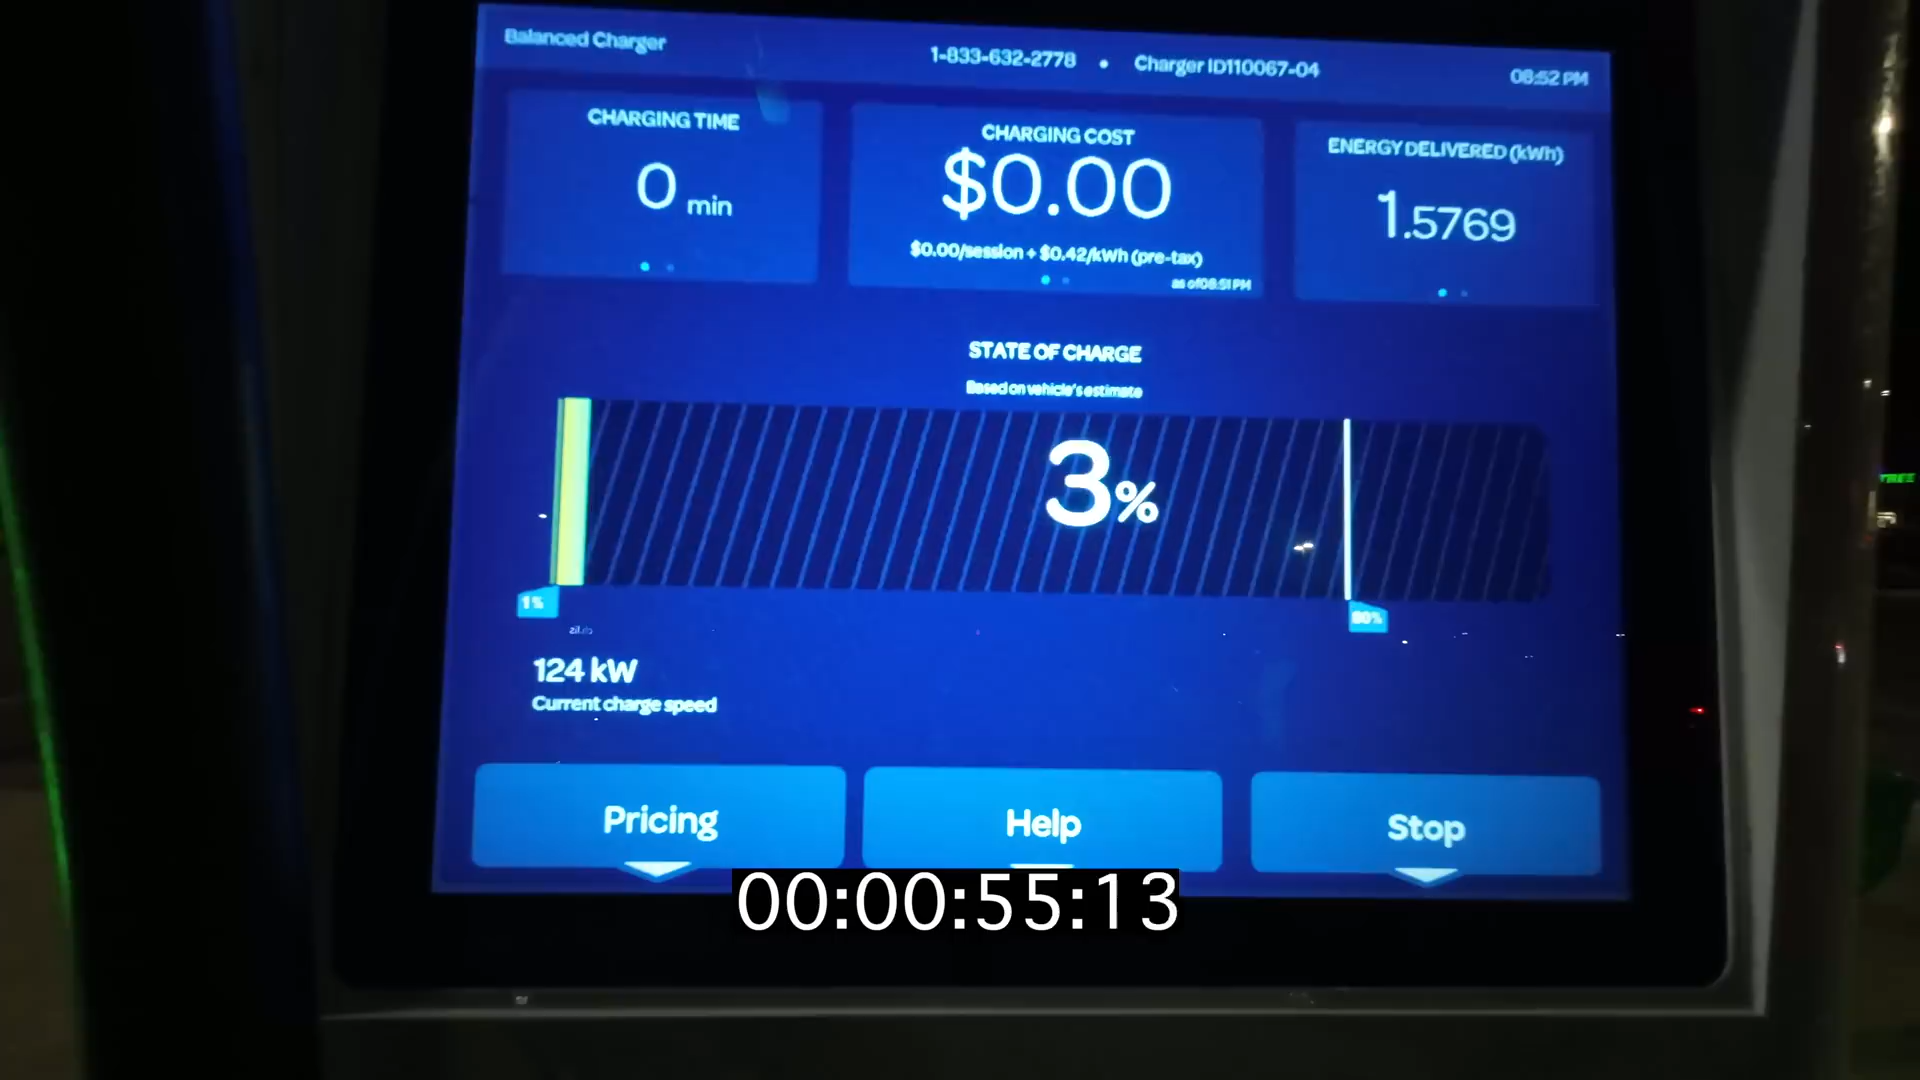 Balanced Charger
1-833-632-2778 • Charger ID110067-04
08:52 PM
CHARGING TIME
0 min
CHARGING COST
$0.00
$0.00/session + $0.42/kWh (pre-tax)
as of 08:51 PM
ENERGY DELIVERED (kWh)
1.5769
STATE OF CHARGE
Based on vehicle's estimate
3%
1%
80%
124 kW
Current charge speed
Pricing
Help
Stop
00:00:55:13